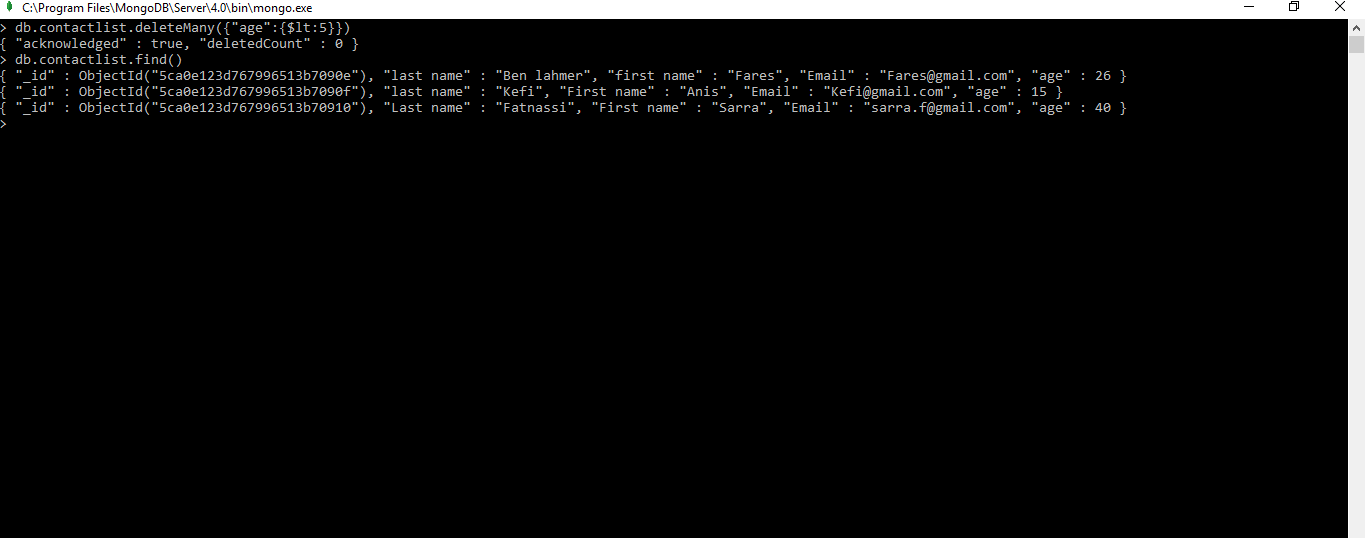 C:\Program Files\MongoDB\Server\4.0\bin\mongo.exe
> db.contactlist.deleteMany({"age":{$lt:5}})
{ "acknowledged" : true, "deletedCount" : 0 }
> db.contactlist.find()
{ "_id" : ObjectId("5ca0e123d767996513b7090e"), "last name" : "Ben lahmer", "first name" : "Fares", "Email" : "Fares@gmail.com", "age" : 26 }
{ "_id" : ObjectId("5ca0e123d767996513b7090f"), "last name" : "Kefi", "First name" : "Anis", "Email" : "Kefi@gmail.com", "age" : 15 }
{ "_id" : ObjectId("5ca0e123d767996513b70910"), "Last name" : "Fatnassi", "First name" : "Sarra", "Email" : "sarra.f@gmail.com", "age" : 40 }
>